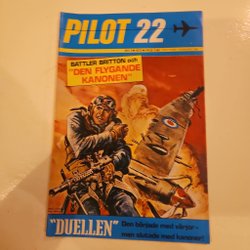 PILOT 22
BATTLER BRITTON och
"DEN FLYGANDE
KANONEN"
"DUELLEN"
Den började med värjor-
men slutade med kanoner!